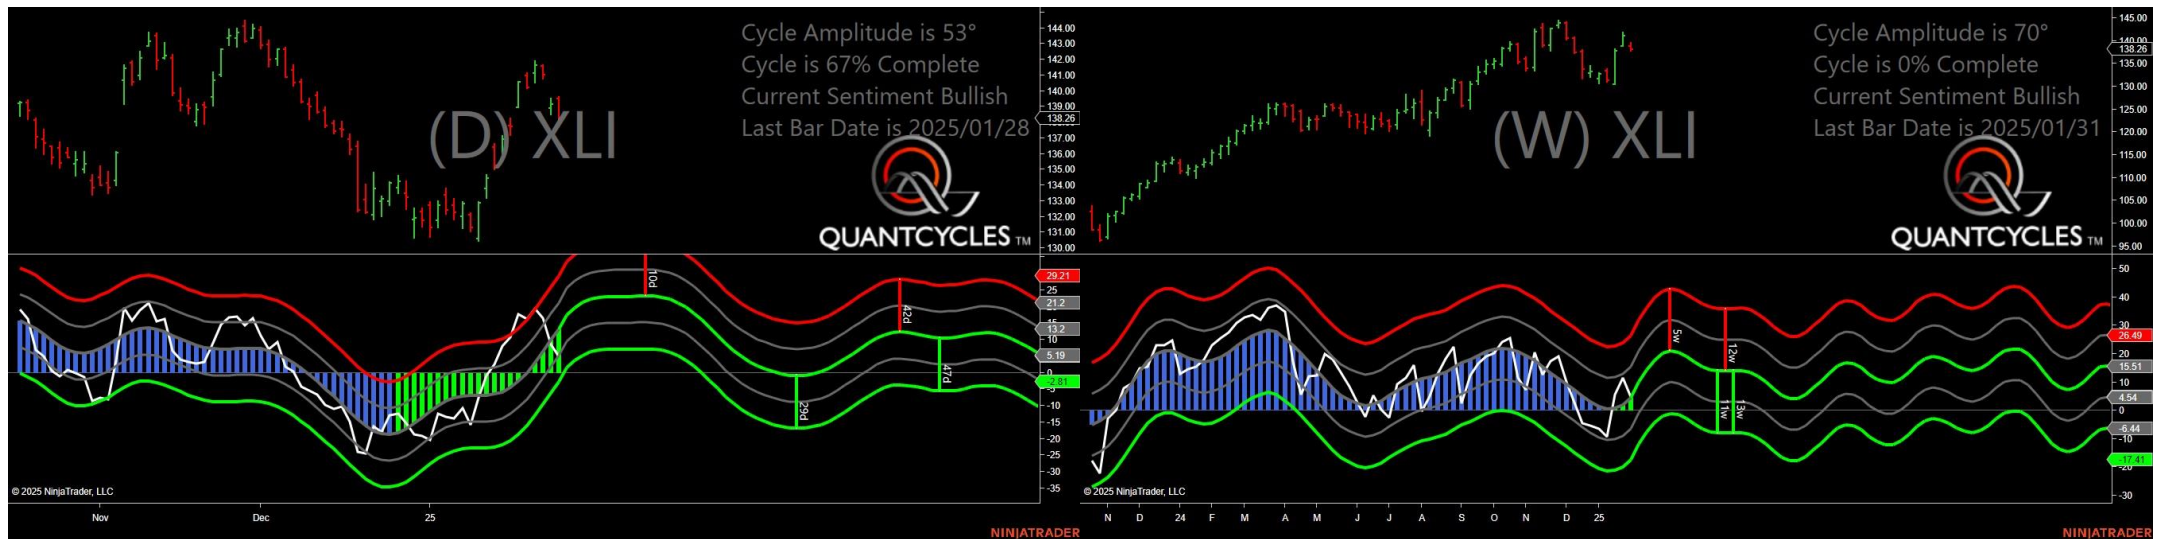 Cycle Amplitude is 53°
Cycle is 67% Complete
Current Sentiment Bullish
Last Bar Date is 2025/01/28
(D) XLI
QUANTCYCLES TM
144.00
143.00
142.00
141.00
140.00
139.00
138.26
137.00
136.00
135.00
134.00
133.00
132.00
131.00
130.00
10d
42d
29d
47d
29.21
25
21.2
15
13.2
10
5.19
0
-2.81
-5
-10
-15
-20
-25
-30
-35
© 2025 NinjaTrader, LLC
Nov
Dec
25
NINJATRADER
Cycle Amplitude is 70°
Cycle is 0% Complete
Current Sentiment Bullish
Last Bar Date is 2025/01/31
(W) XLI
QUANTCYCLES TM
145.00
140.00
138.26
135.00
130.00
125.00
120.00
115.00
110.00
105.00
100.00
95.00
5w
12w
11w
13w
50
40
30
26.49
20
15.51
10
4.54
0
-6.44
-10
-17.41
-20
-30
© 2025 NinjaTrader, LLC
N D 24 F M A M J J A S O N D 25
NINJATRADER